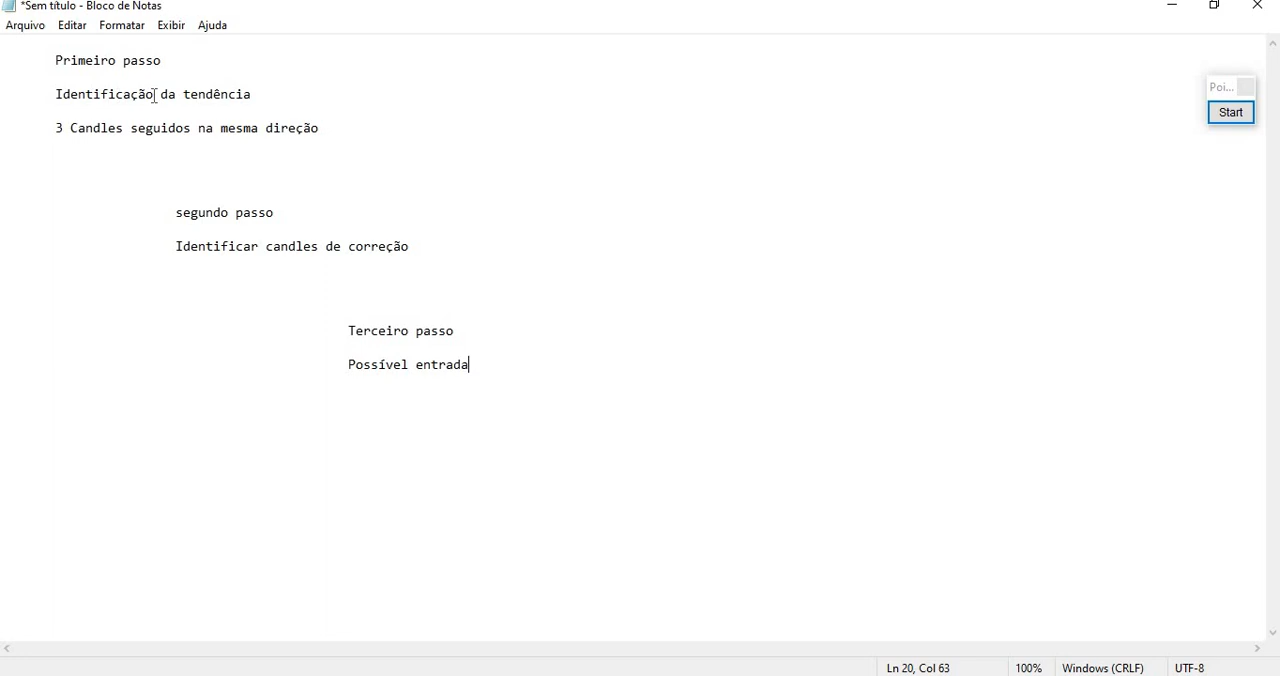 *Sem título - Bloco de Notas
Arquivo Editar Formatar Exibir Ajuda
Primeiro passo
Identificação da tendência
3 Candles seguidos na mesma direção
Poi...
Start
segundo passo
Identificar candles de correção
Terceiro passo
Possível entrada
Ln 20, Col 63 100% Windows (CRLF) UTF-8